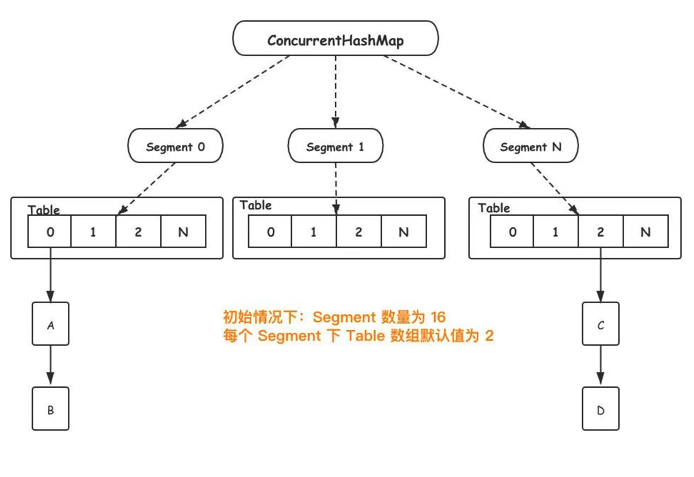 ConcurrentHashMap
Segment 0
Segment 1
Segment N
Table
0 1 2 N
Table
0 1 2 N
Table
0 1 2 N
A
C
初始情况下：Segment 数量为 16
每个 Segment 下 Table 数组默认值为 2
B
D